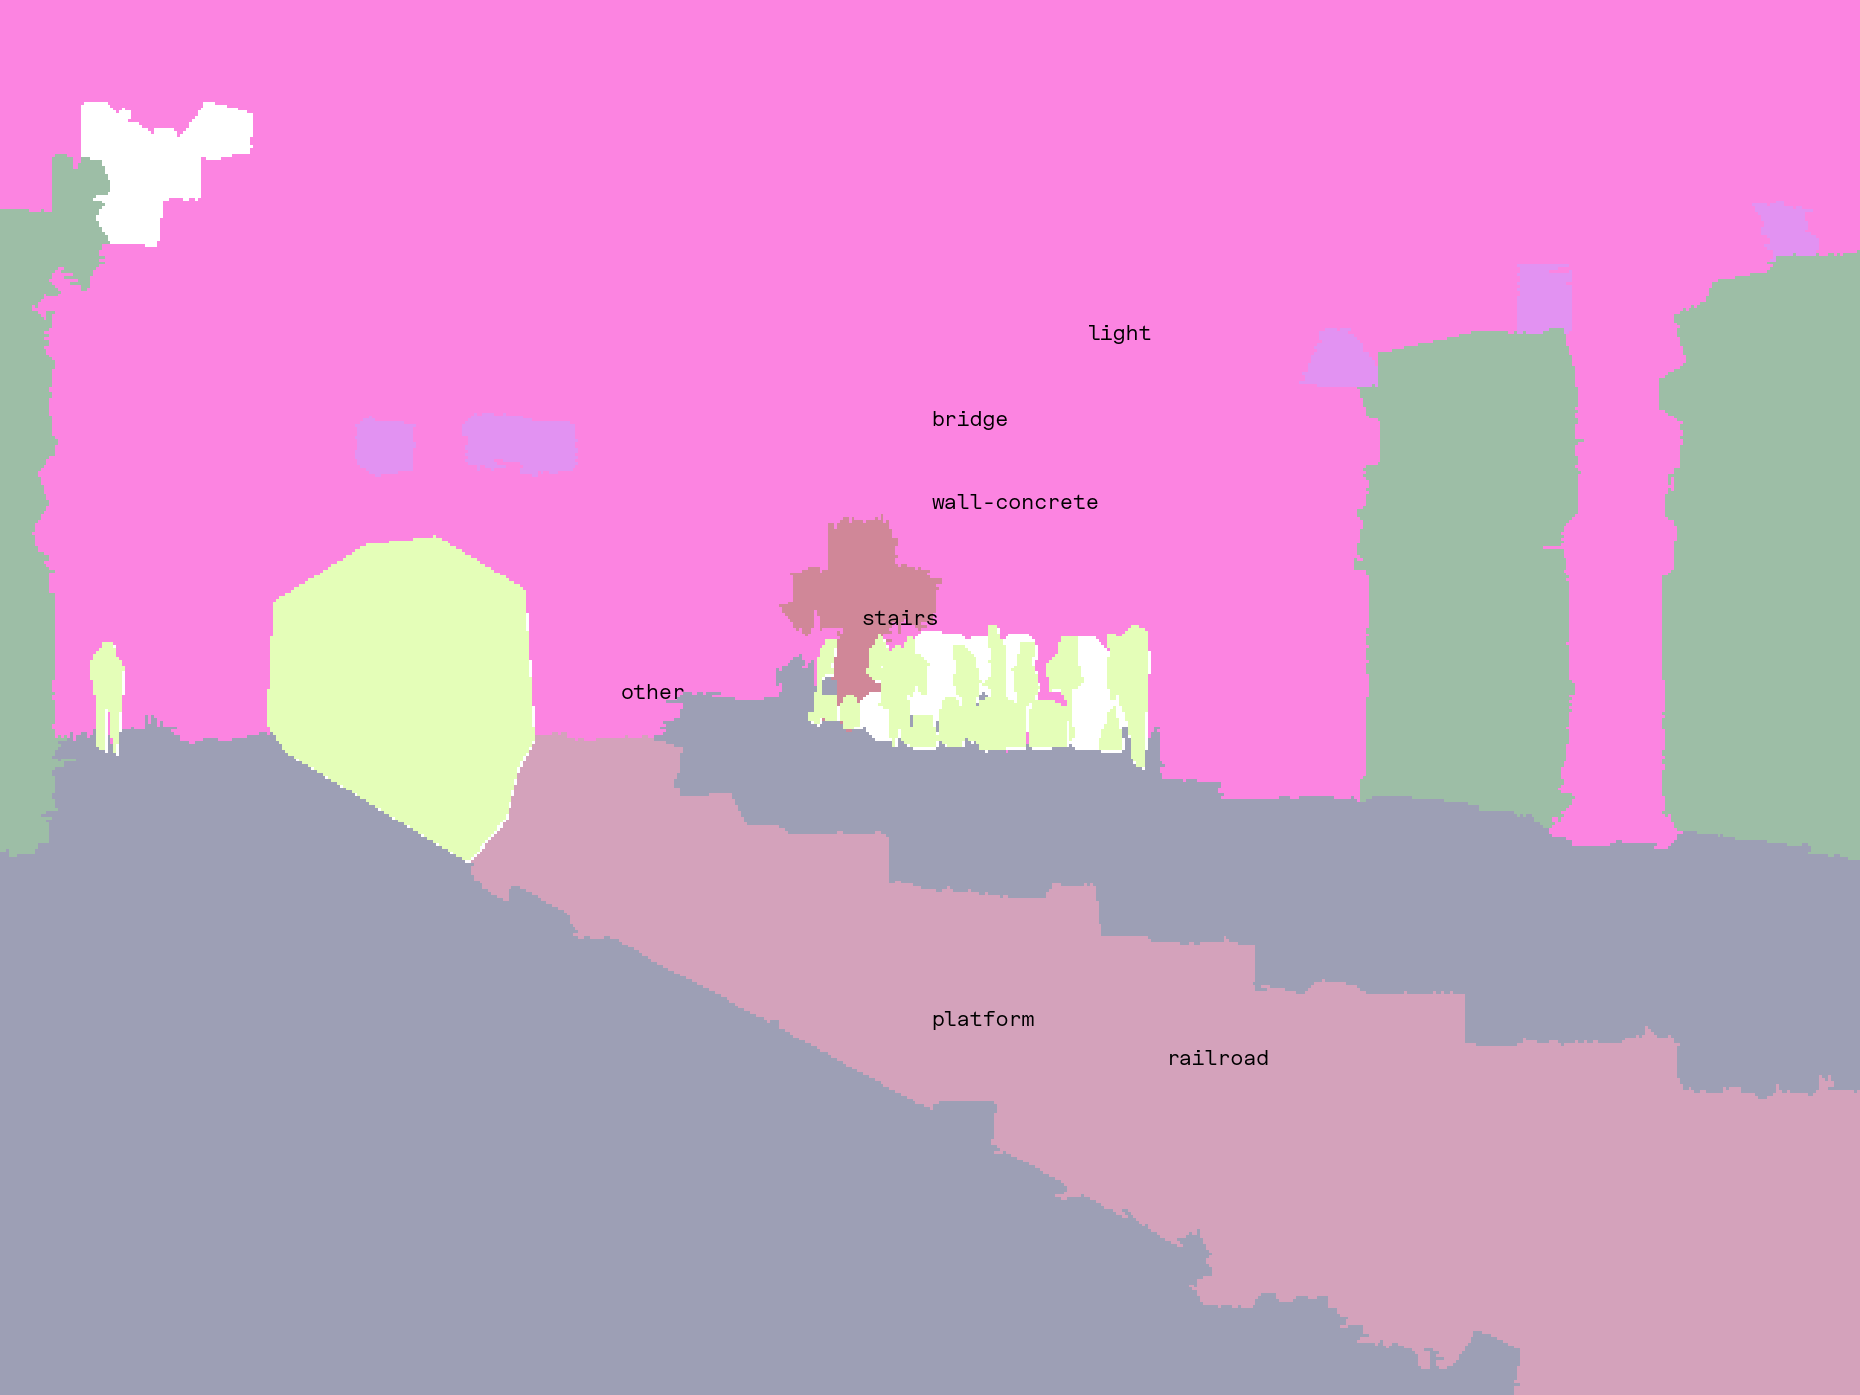 light
bridge
wall-concrete
stairs
other
platform
railroad